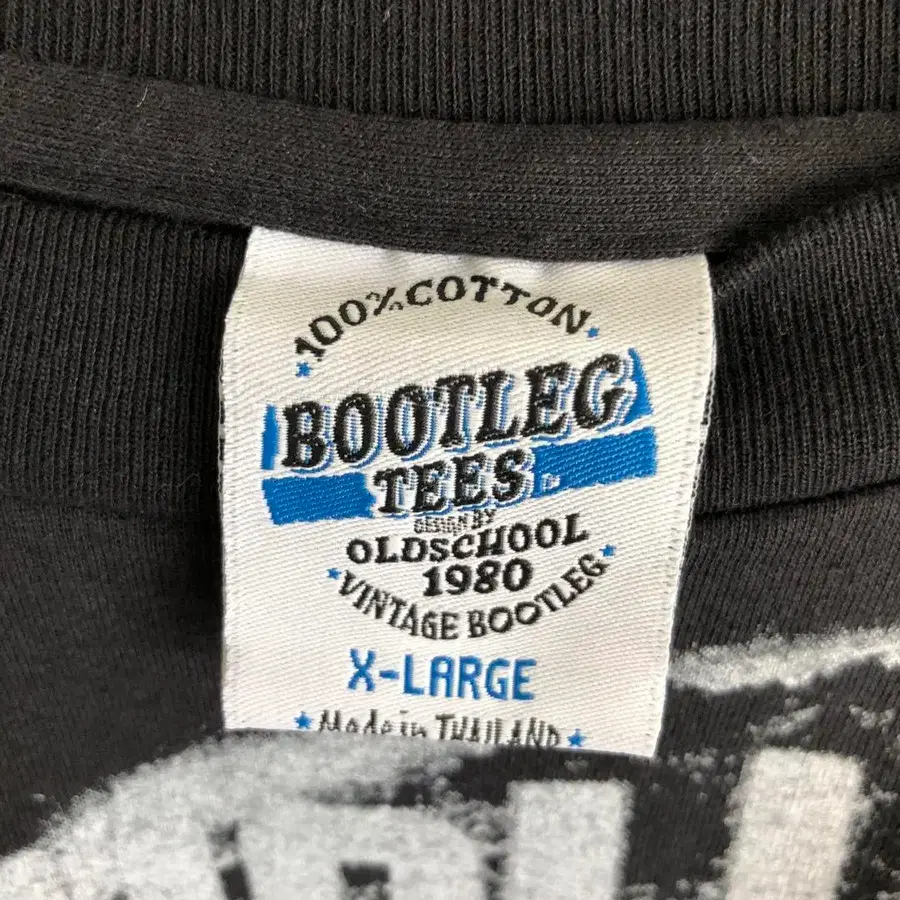 100% COTTON
BOOTLEG
TEES
DESIGN BY
OLDSCHOOL
1980
VINTAGE BOOTLEG
X-LARGE
Made in THAILAND